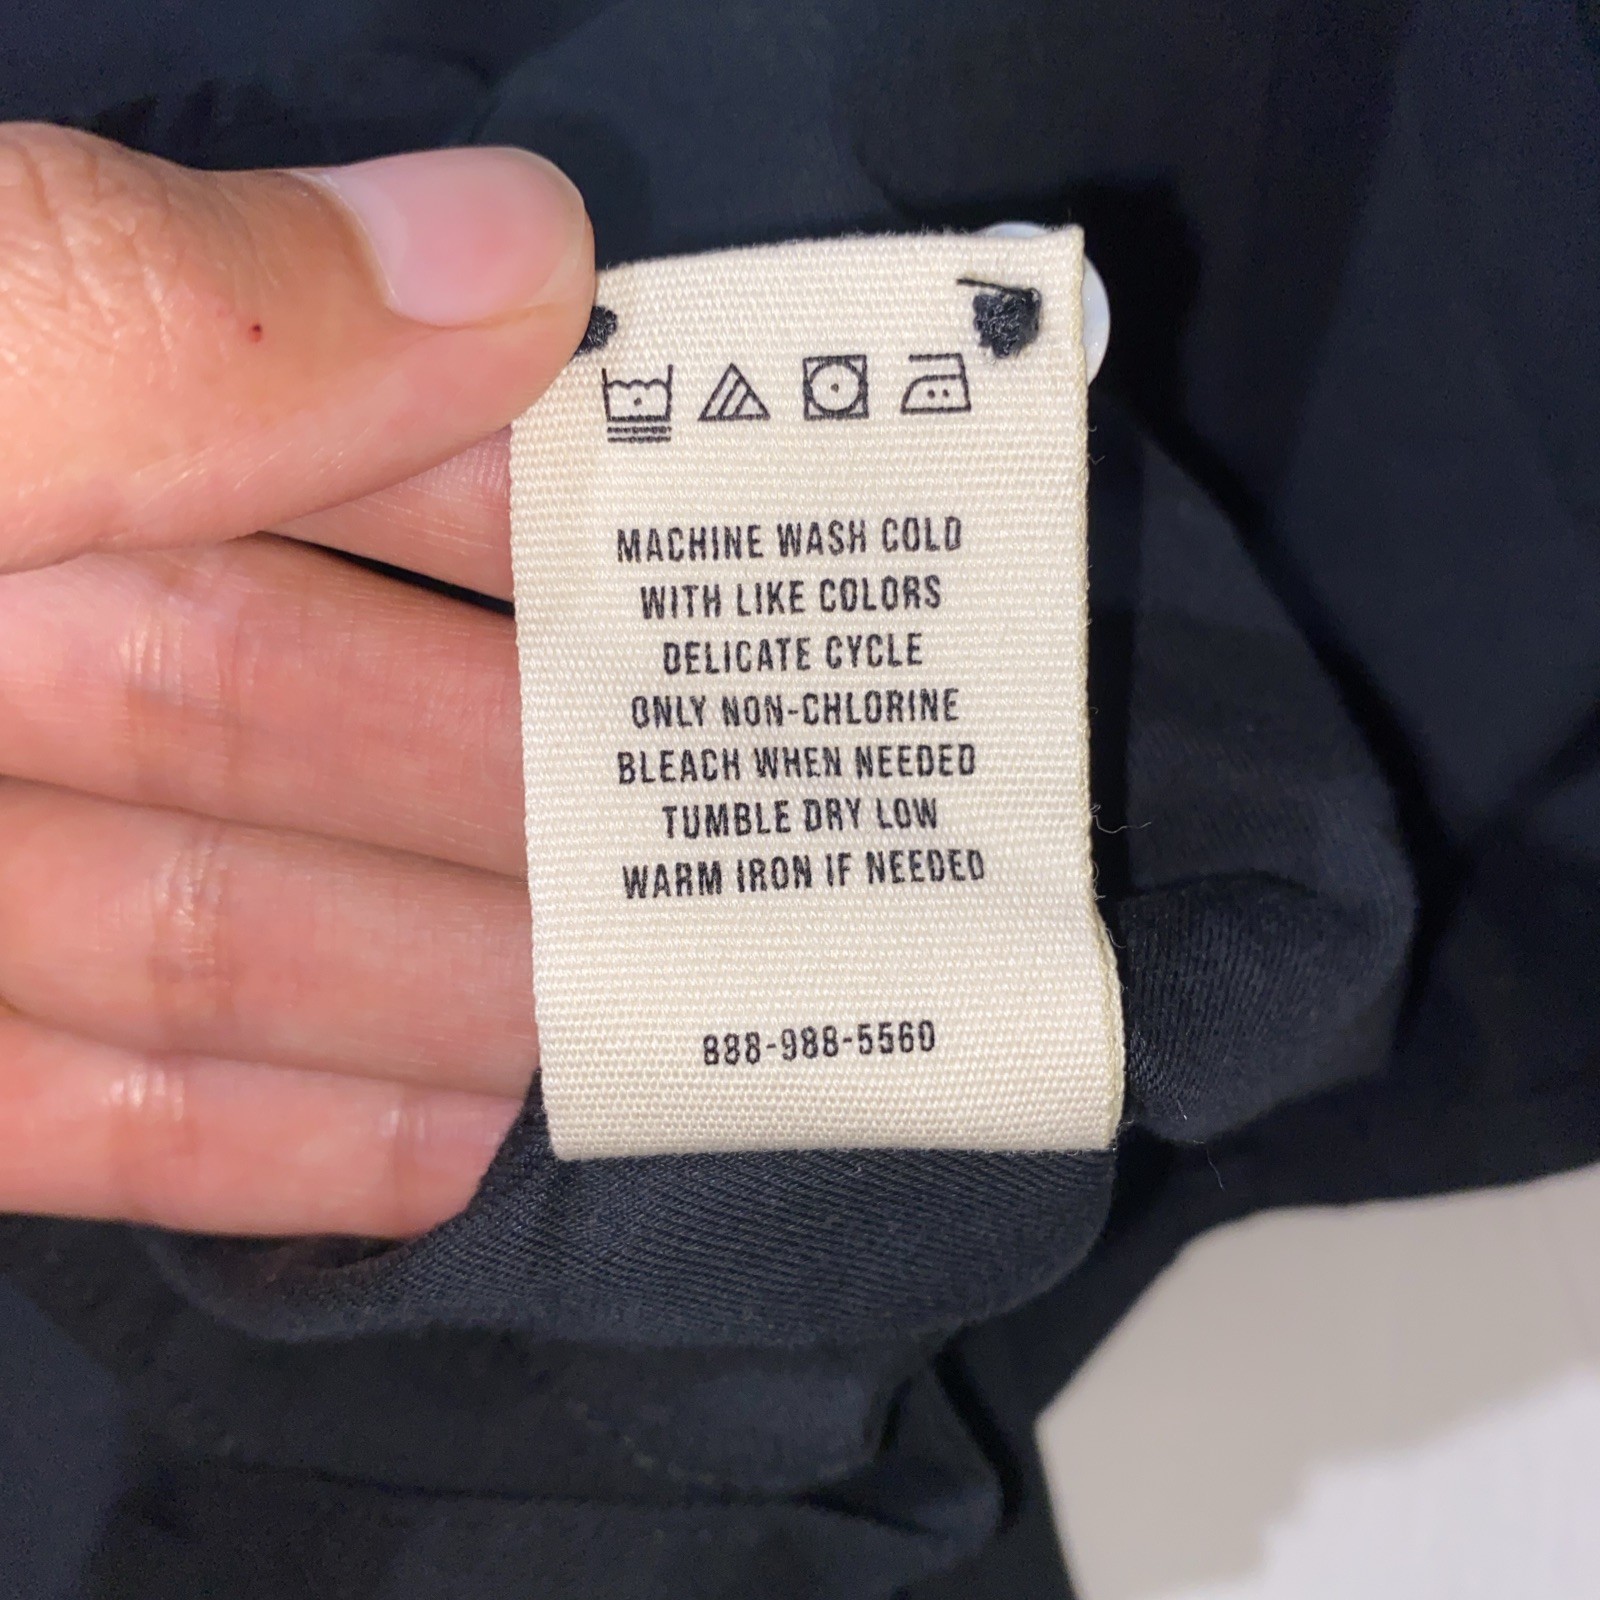 MACHINE WASH COLD
WITH LIKE COLORS
DELICATE CYCLE
ONLY NON-CHLORINE
BLEACH WHEN NEEDED
TUMBLE DRY LOW
WARM IRON IF NEEDED
888-988-5560